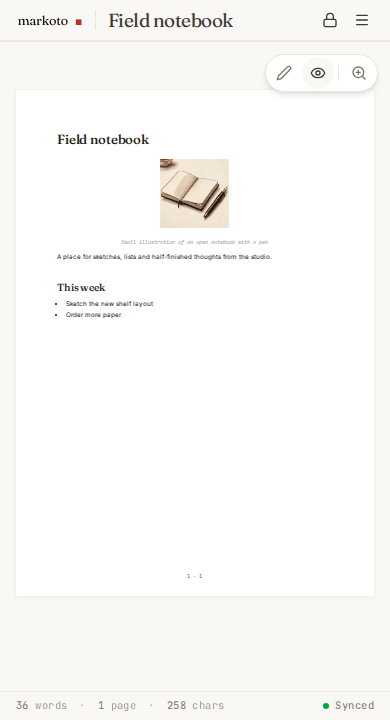 markoto
Field notebook
Field notebook
Small illustration of an open notebook with a pen
A place for sketches, lists and half-finished thoughts from the studio.
This week
Sketch the new shelf layout
Order more paper
1 - 1
36 words · 1 page · 258 chars
Synced